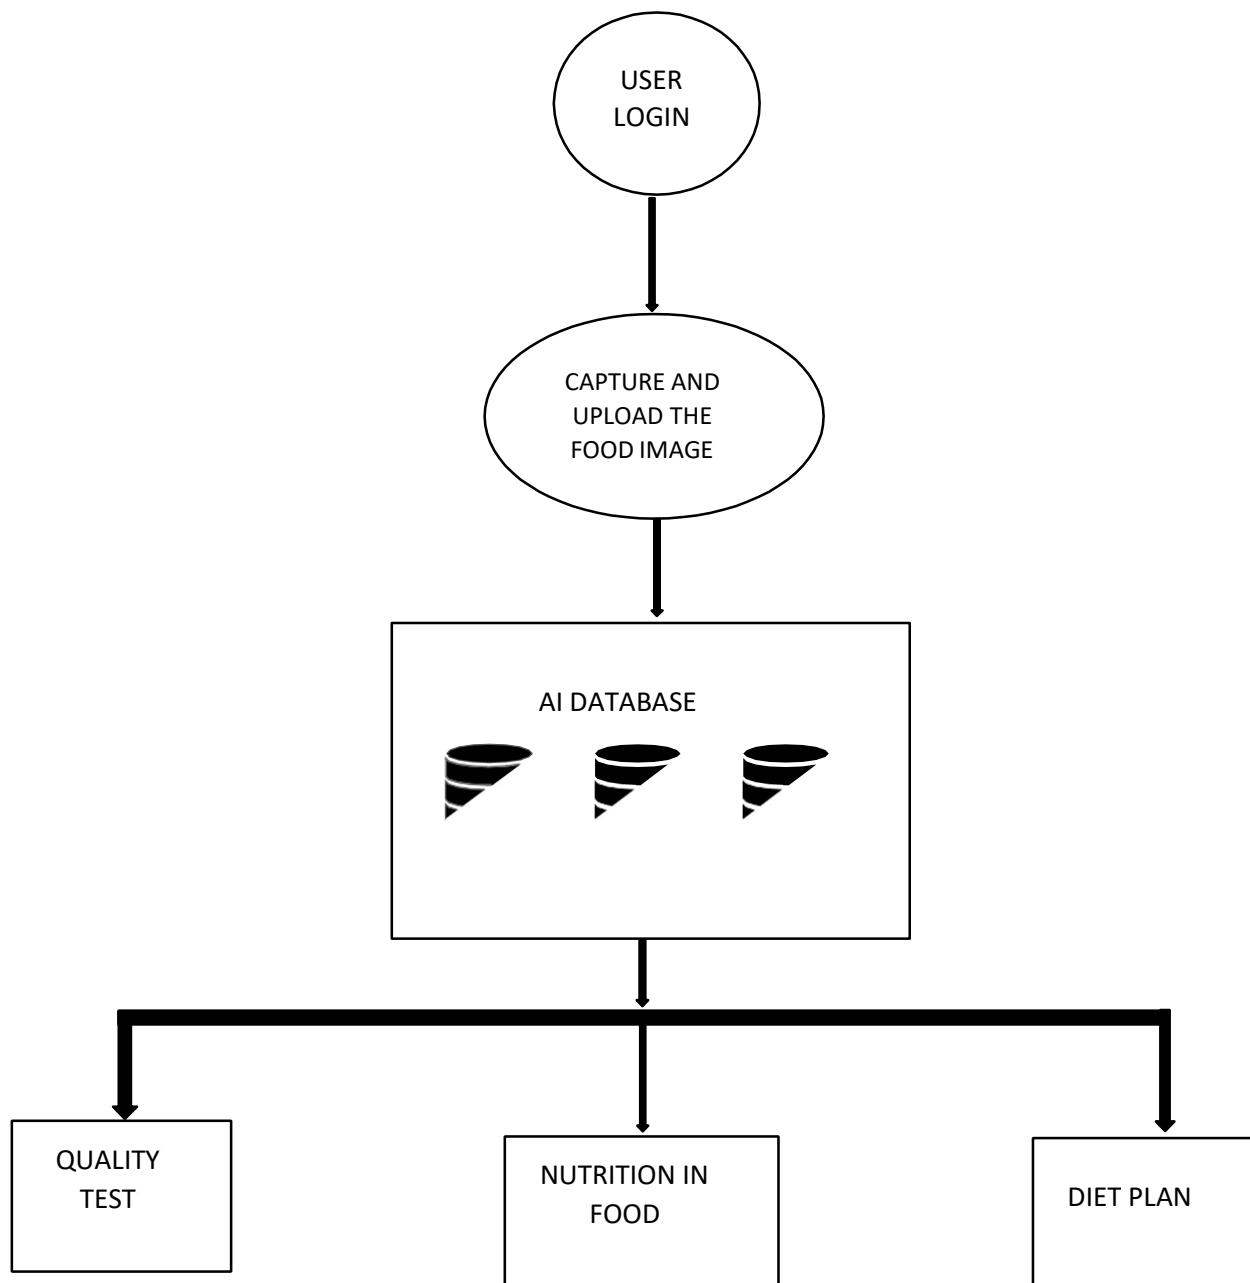 USER
LOGIN
CAPTURE AND
UPLOAD THE
FOOD IMAGE
AI DATABASE
QUALITY
TEST
NUTRITION IN
FOOD
DIET PLAN